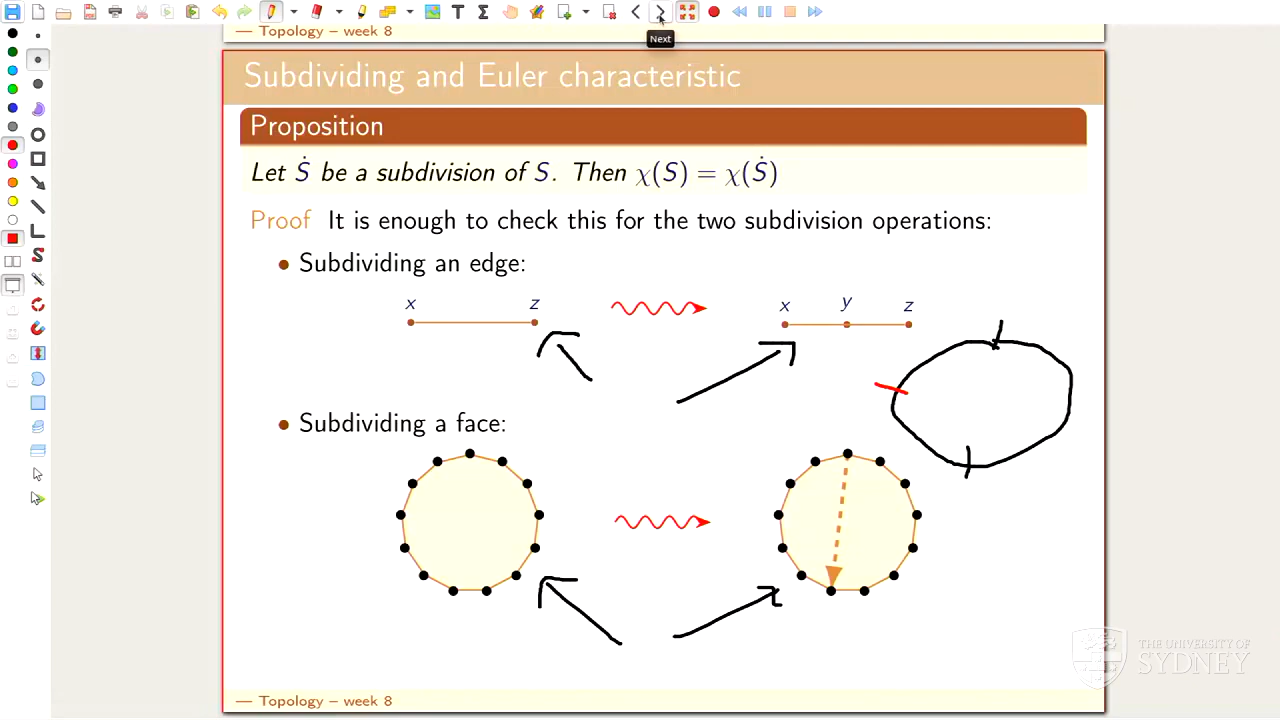 — Topology – week 8
Next
Subdividing and Euler characteristic
Proposition
Let Ṡ be a subdivision of S. Then χ(S) = χ(Ṡ)
Proof It is enough to check this for the two subdivision operations:
• Subdividing an edge:
x z x y z
• Subdividing a face:
THE UNIVERSITY OF
SYDNEY
— Topology – week 8